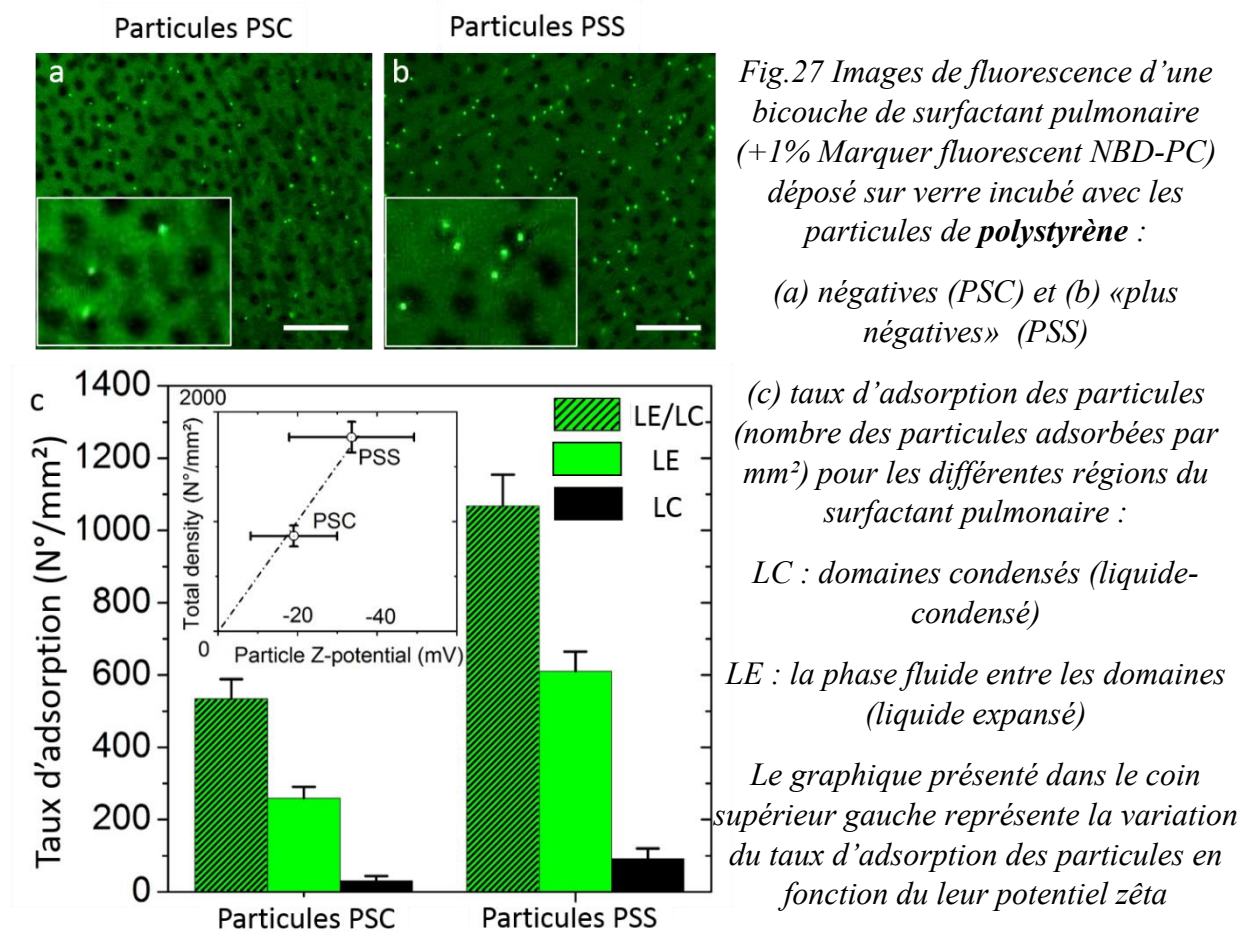 Particules PSC
Particules PSS
a
b
Fig.27 Images de fluorescence d’une
bicouche de surfactant pulmonaire
(+1% Marquer fluorescent NBD-PC)
déposé sur verre incubé avec les
particules de polystyrène :
(a) négatives (PSC) et (b) «plus
négatives» (PSS)
(c) taux d’adsorption des particules
(nombre des particules adsorbées par
mm²) pour les différentes régions du
surfactant pulmonaire :
LC : domaines condensés (liquide-
condensé)
LE : la phase fluide entre les domaines
(liquide expansé)
Le graphique présenté dans le coin
supérieur gauche représente la variation
du taux d’adsorption des particules en
fonction du leur potentiel zêta
c
Taux d’adsorption (N°/mm²)
1400
1200
1000
800
600
400
200
0
2000
Total density (N°/mm²)
PSS
PSC
-20
-40
0
Particle Z-potential (mV)
LE/LC
LE
LC
Particules PSC
Particules PSS